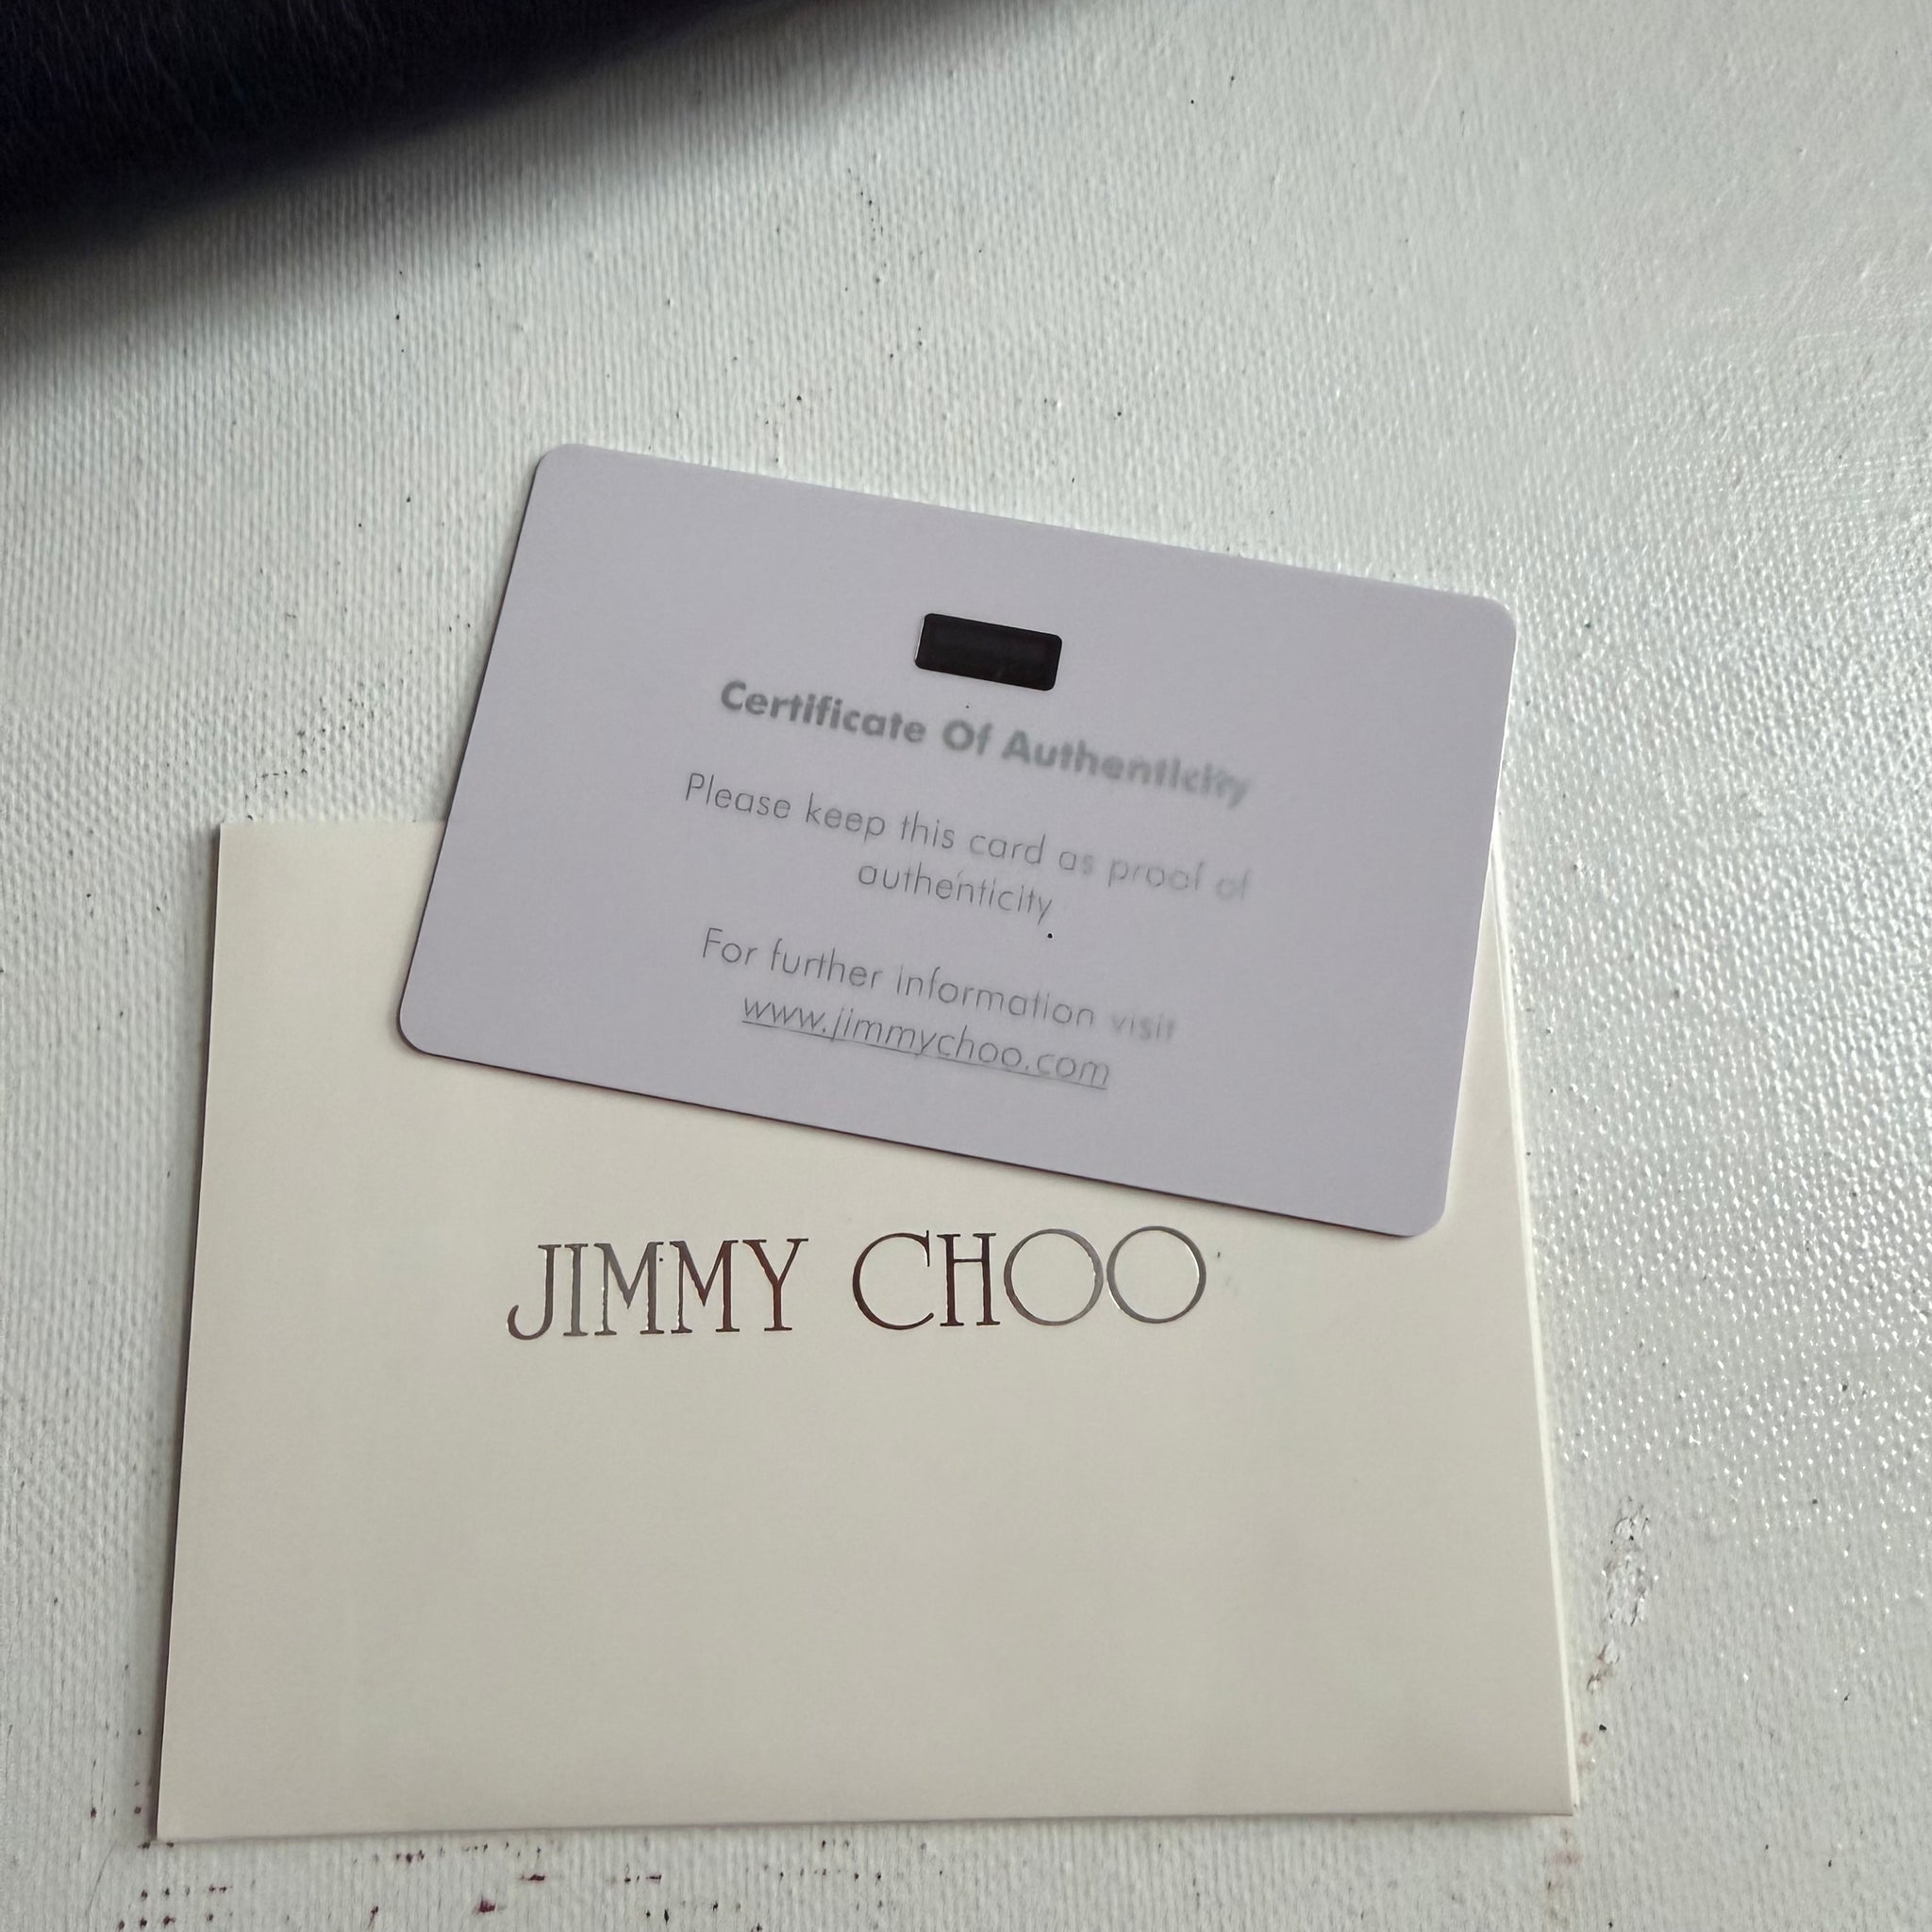 Certificate Of Authenticity
Please keep this card as proof of
authenticity.
For further information visit
www.jimmychoo.com
JIMMY CHOO